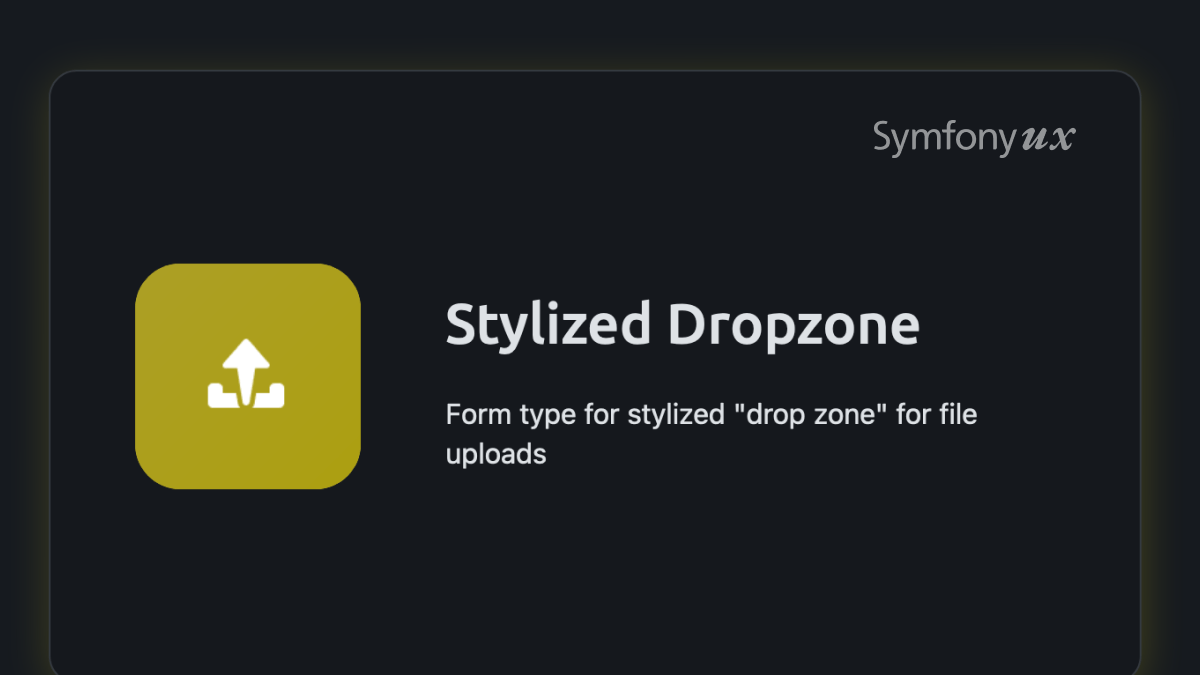 Symfony ux
Stylized Dropzone
Form type for stylized "drop zone" for file
uploads